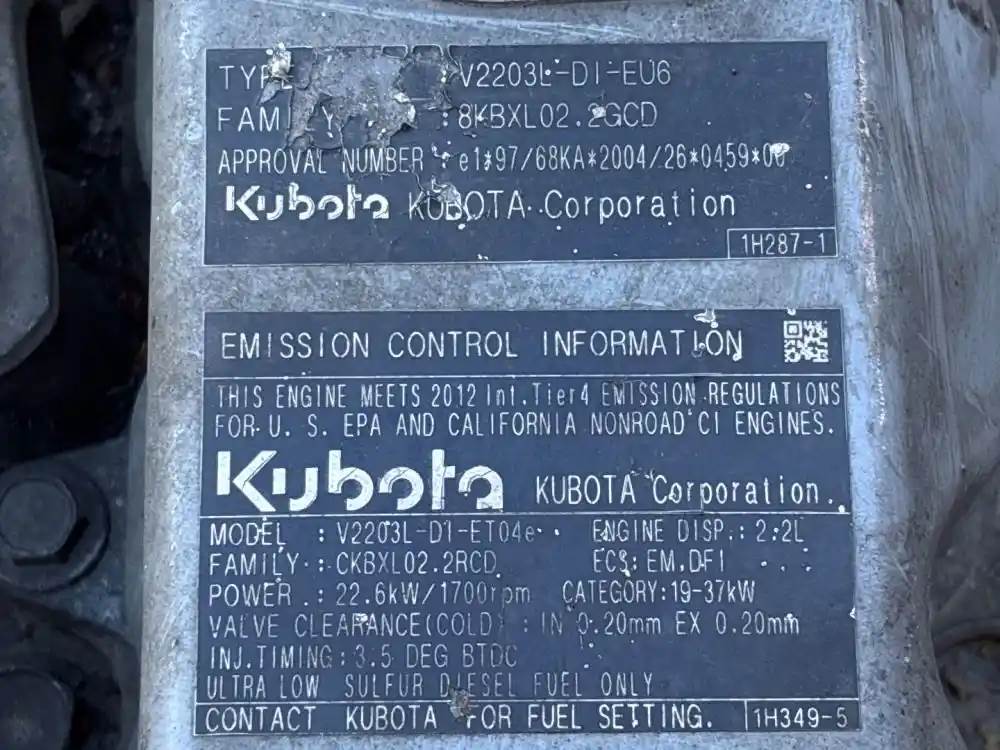 TYPE V2203L-DI-EU6
FAMILY :8KBXL02.2GCD
APPROVAL NUMBER : e1*97/68KA*2004/26*0459*00
Kubota KUBOTA Corporation
1H287-1
EMISSION CONTROL INFORMATION
THIS ENGINE MEETS 2012 Int.Tier4 EMISSION REGULATIONS
FOR U. S. EPA AND CALIFORNIA NONROAD CI ENGINES.
Kubota KUBOTA Corporation.
MODEL : V2203L-DI-ET04e ENGINE DISP.: 2.2L
FAMILY : CKBXL02.2RCD ECS: EM,DFI
POWER : 22.6kW/1700rpm CATEGORY:19-37kW
VALVE CLEARANCE(COLD) : IN 0.20mm EX 0.20mm
INJ.TIMING:3.5 DEG BTDC
ULTRA LOW SULFUR DIESEL FUEL ONLY
CONTACT KUBOTA FOR FUEL SETTING. 1H349-5